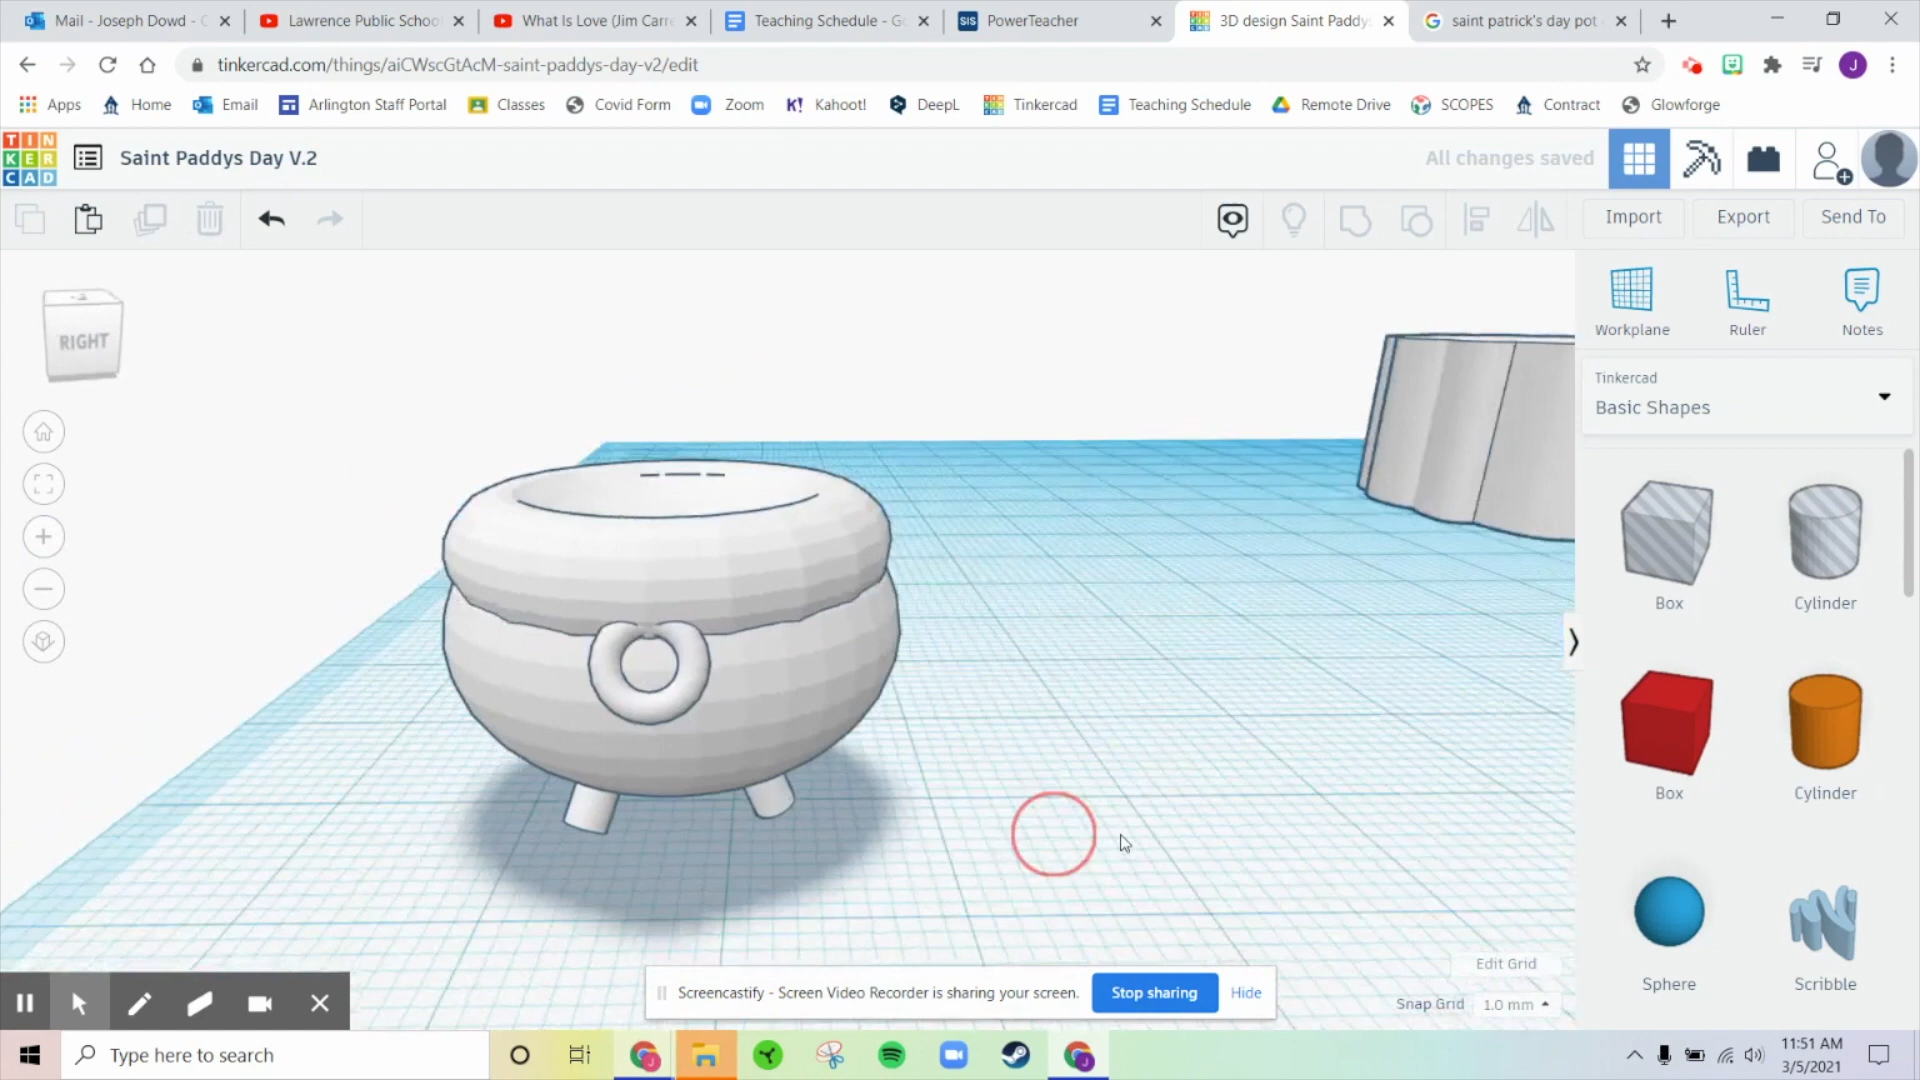 Mail - Joseph Dowd - O
Lawrence Public School
What Is Love (Jim Carre
Teaching Schedule - Go
SIS PowerTeacher
3D design Saint Paddys
saint patrick's day pot
tinkercad.com/things/aiCWscGtAcM-saint-paddys-day-v2/edit
J
Apps Home Email Arlington Staff Portal Classes Covid Form Zoom K! Kahoot! DeepL Tinkercad Teaching Schedule Remote Drive SCOPES Contract Glowforge
TIN
KER
CAD
Saint Paddys Day V.2
All changes saved
Import Export Send To
RIGHT
Workplane Ruler Notes
Tinkercad
Basic Shapes
Box Cylinder
Box Cylinder
Sphere Scribble
Edit Grid
Snap Grid 1.0 mm
Screencastify - Screen Video Recorder is sharing your screen. Stop sharing Hide
Type here to search
11:51 AM
3/5/2021